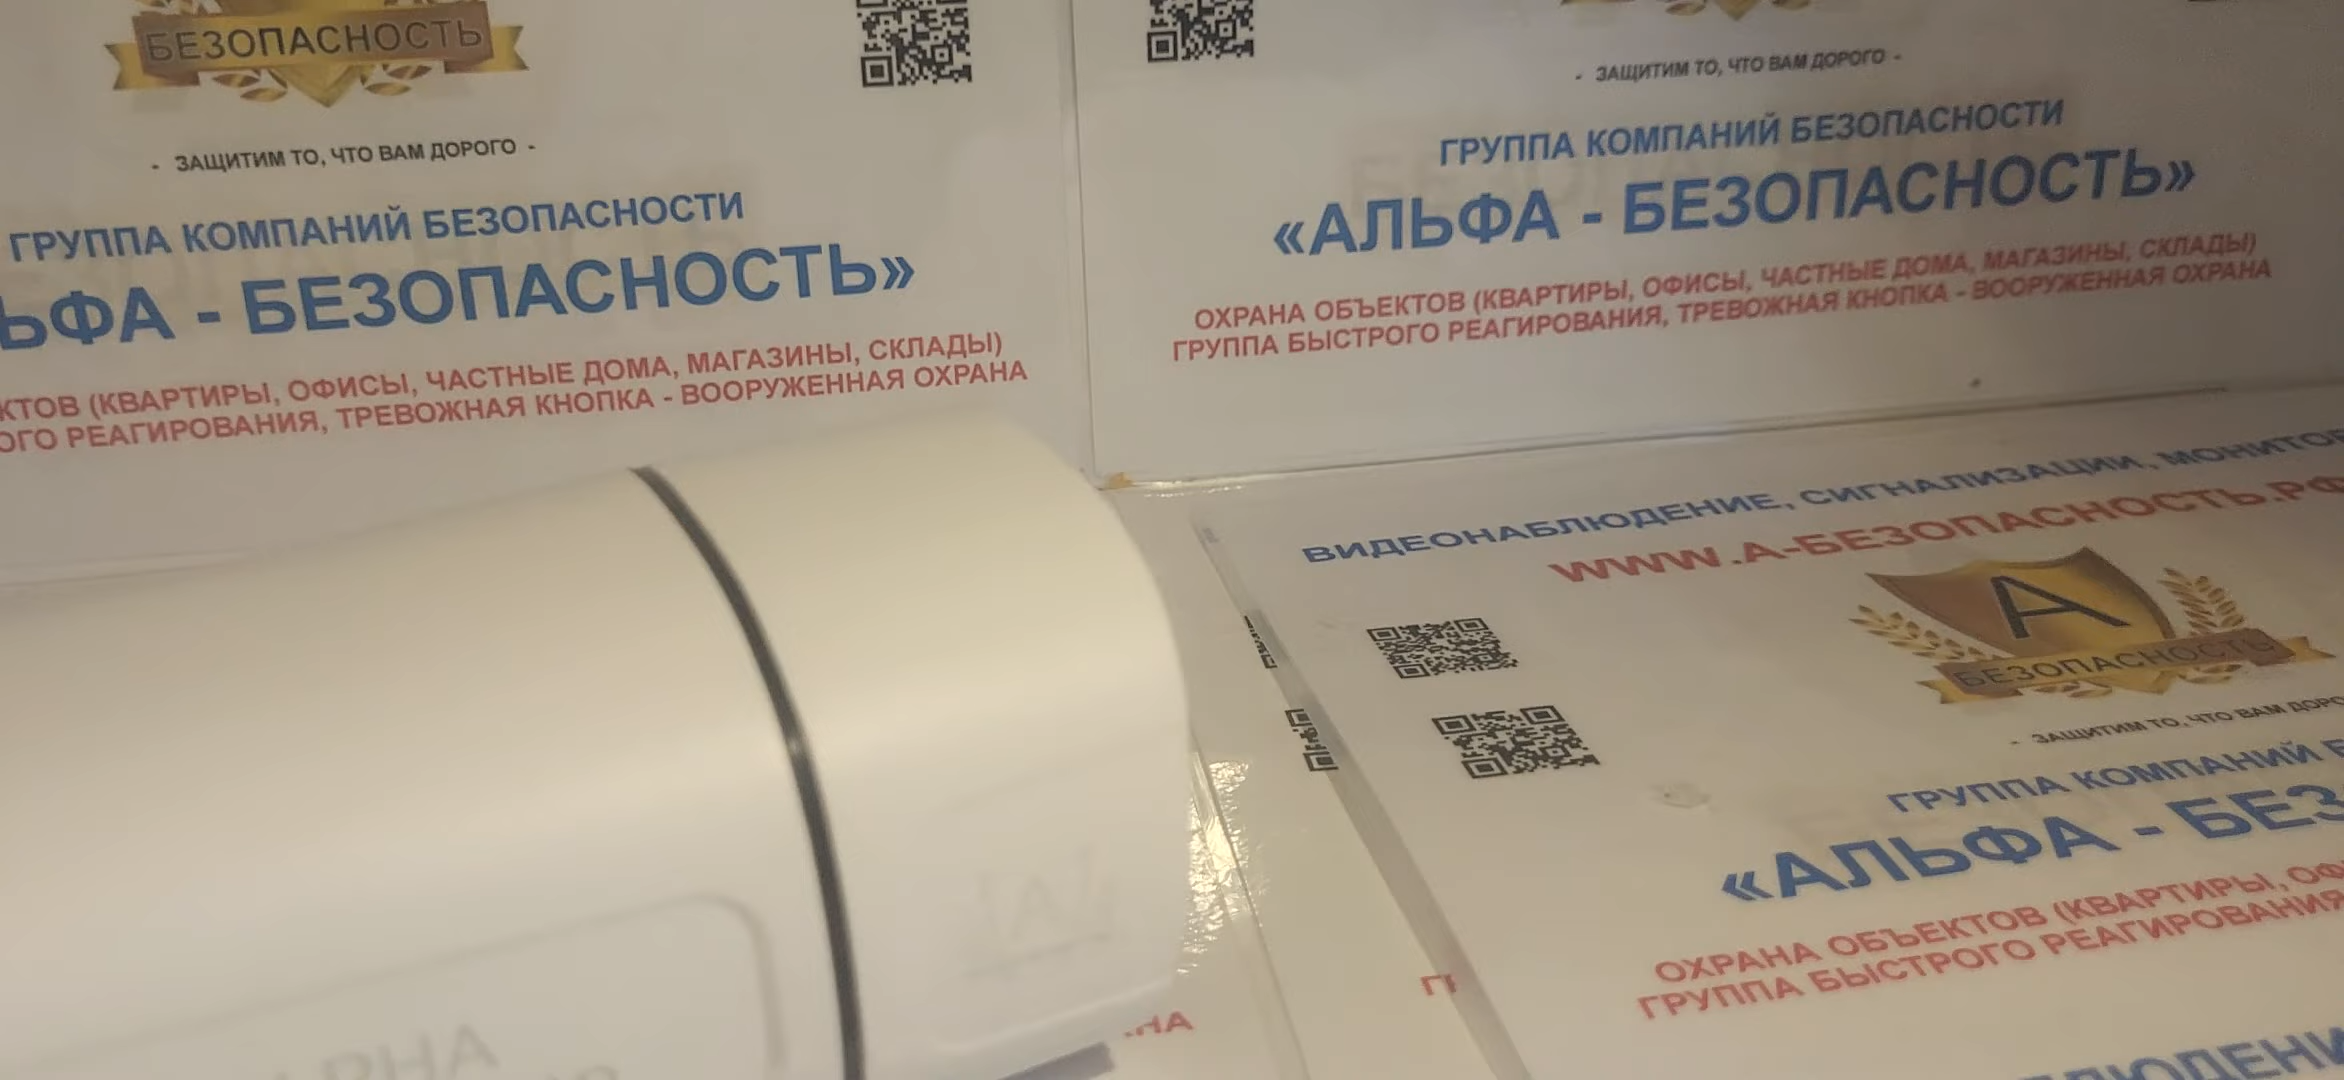 БЕЗОПАСНОСТЬ
- ЗАЩИТИМ ТО, ЧТО ВАМ ДОРОГО -
ГРУППА КОМПАНИЙ БЕЗОПАСНОСТИ
ЬФА - БЕЗОПАСНОСТЬ»
КТОВ (КВАРТИРЫ, ОФИСЫ, ЧАСТНЫЕ ДОМА, МАГАЗИНЫ, СКЛАДЫ)
ОГО РЕАГИРОВАНИЯ, ТРЕВОЖНАЯ КНОПКА - ВООРУЖЕННАЯ ОХРАНА
- ЗАЩИТИМ ТО, ЧТО ВАМ ДОРОГО -
ГРУППА КОМПАНИЙ БЕЗОПАСНОСТИ
«АЛЬФА - БЕЗОПАСНОСТЬ»
ОХРАНА ОБЪЕКТОВ (КВАРТИРЫ, ОФИСЫ, ЧАСТНЫЕ ДОМА, МАГАЗИНЫ, СКЛАДЫ)
ГРУППА БЫСТРОГО РЕАГИРОВАНИЯ, ТРЕВОЖНАЯ КНОПКА - ВООРУЖЕННАЯ ОХРАНА
ВИДЕОНАБЛЮДЕНИЕ, СИГНАЛИЗАЦИИ, МОНИТОР
WWW.А-БЕЗОПАСНОСТЬ.РФ
А
БЕЗОПАСНОСТЬ
- ЗАЩИТИМ ТО, ЧТО ВАМ ДОРО
ГРУППА КОМПАНИЙ Б
«АЛЬФА - БЕЗ
ОХРАНА ОБЪЕКТОВ (КВАРТИРЫ, ОФ
ГРУППА БЫСТРОГО РЕАГИРОВАНИЯ
ЛЮДЕНИ